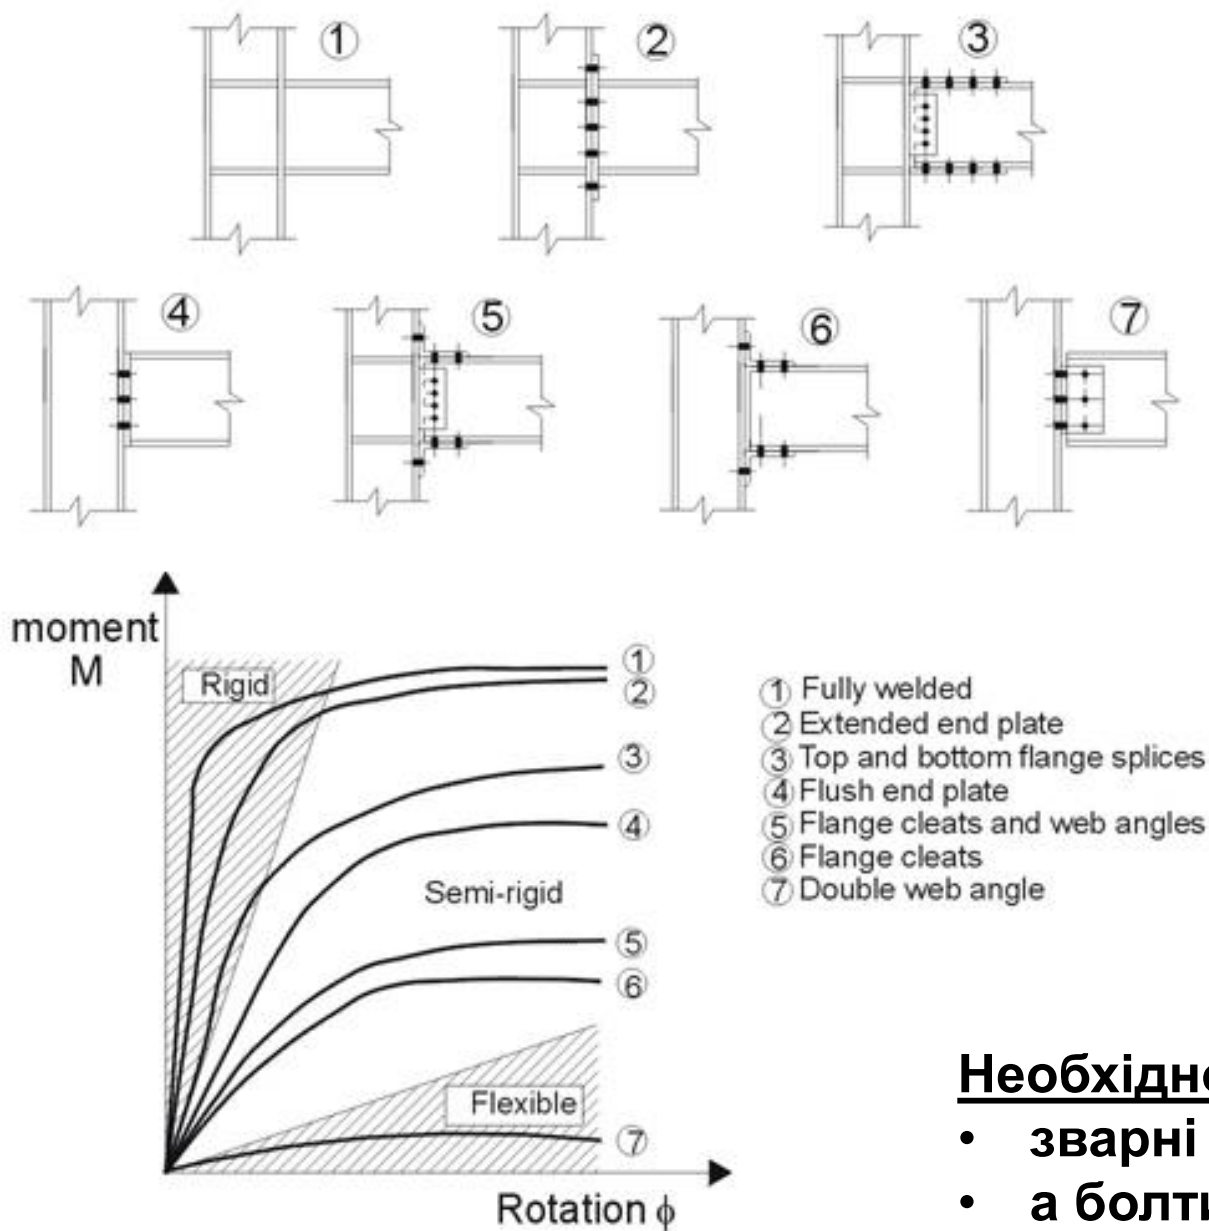 ① ② ③
④ ⑤ ⑥ ⑦
moment
M
Rigid
①
②
③
④
Semi-rigid
⑤
⑥
Flexible
⑦
Rotation ϕ
① Fully welded
② Extended end plate
③ Top and bottom flange splices
④ Flush end plate
⑤ Flange cleats and web angles
⑥ Flange cleats
⑦ Double web angle
• зварні
• а